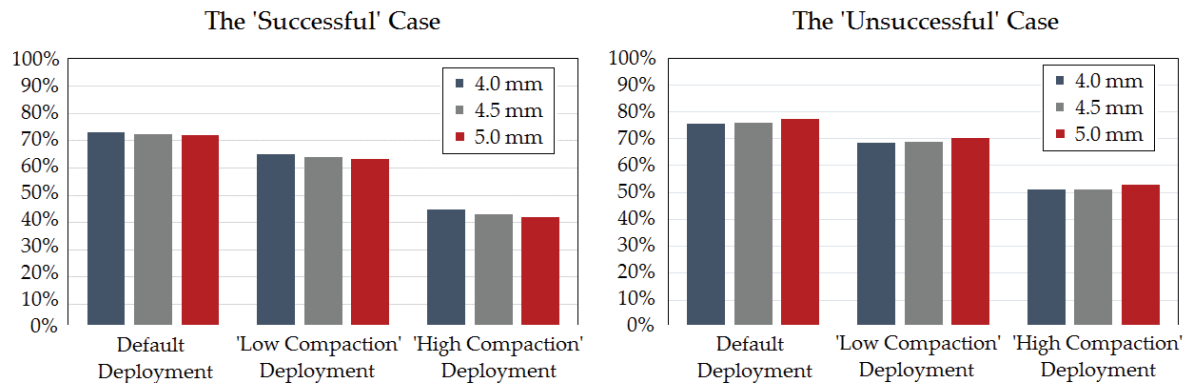 The 'Successful' Case
100%
90%
80%
70%
60%
50%
40%
30%
20%
10%
0%
4.0 mm
4.5 mm
5.0 mm
Default
Deployment
'Low Compaction'
Deployment
'High Compaction'
Deployment
The 'Unsuccessful' Case
100%
90%
80%
70%
60%
50%
40%
30%
20%
10%
0%
4.0 mm
4.5 mm
5.0 mm
Default
Deployment
'Low Compaction'
Deployment
'High Compaction'
Deployment